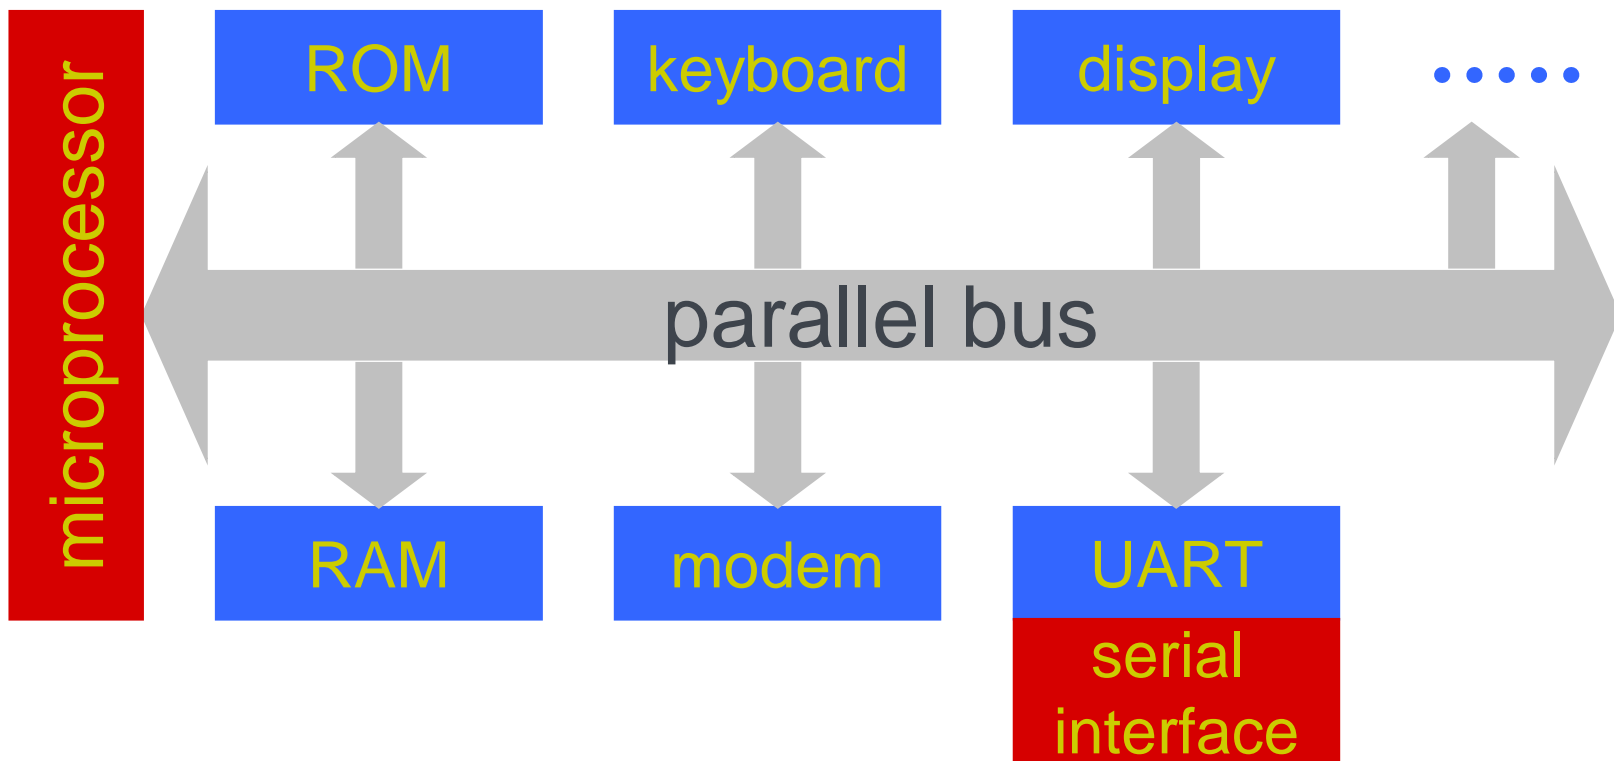 microprocessor
ROM
keyboard
display
.....
parallel bus
RAM
modem
UART
serial
interface